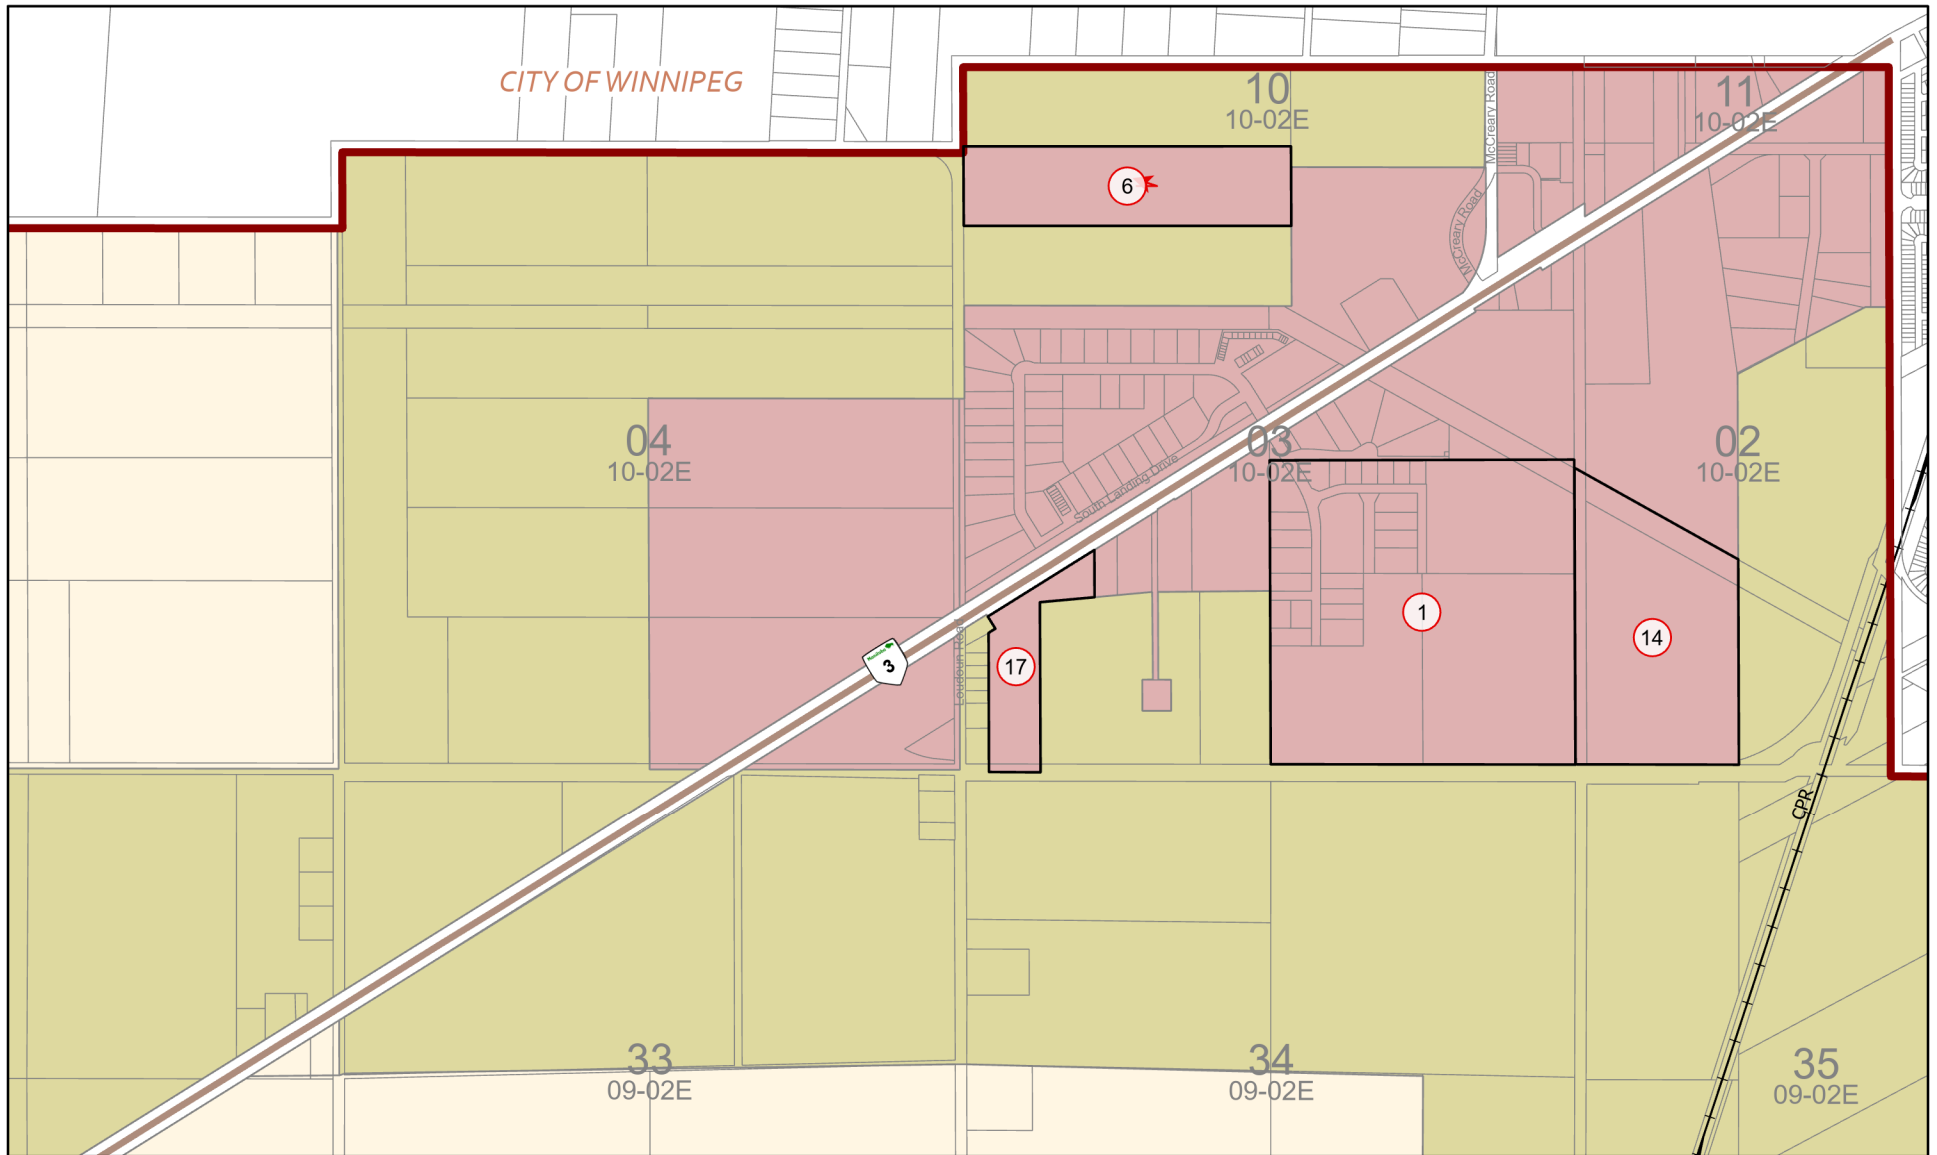 CITY OF WINNIPEG
10
10-02E
11
10-02E
McCreary Road
6
McCreary Road
04
10-02E
03
10-02E
02
10-02E
South Landing Drive
1
14
17
Loudoun Road
Manitoba
3
CPR
33
09-02E
34
09-02E
35
09-02E